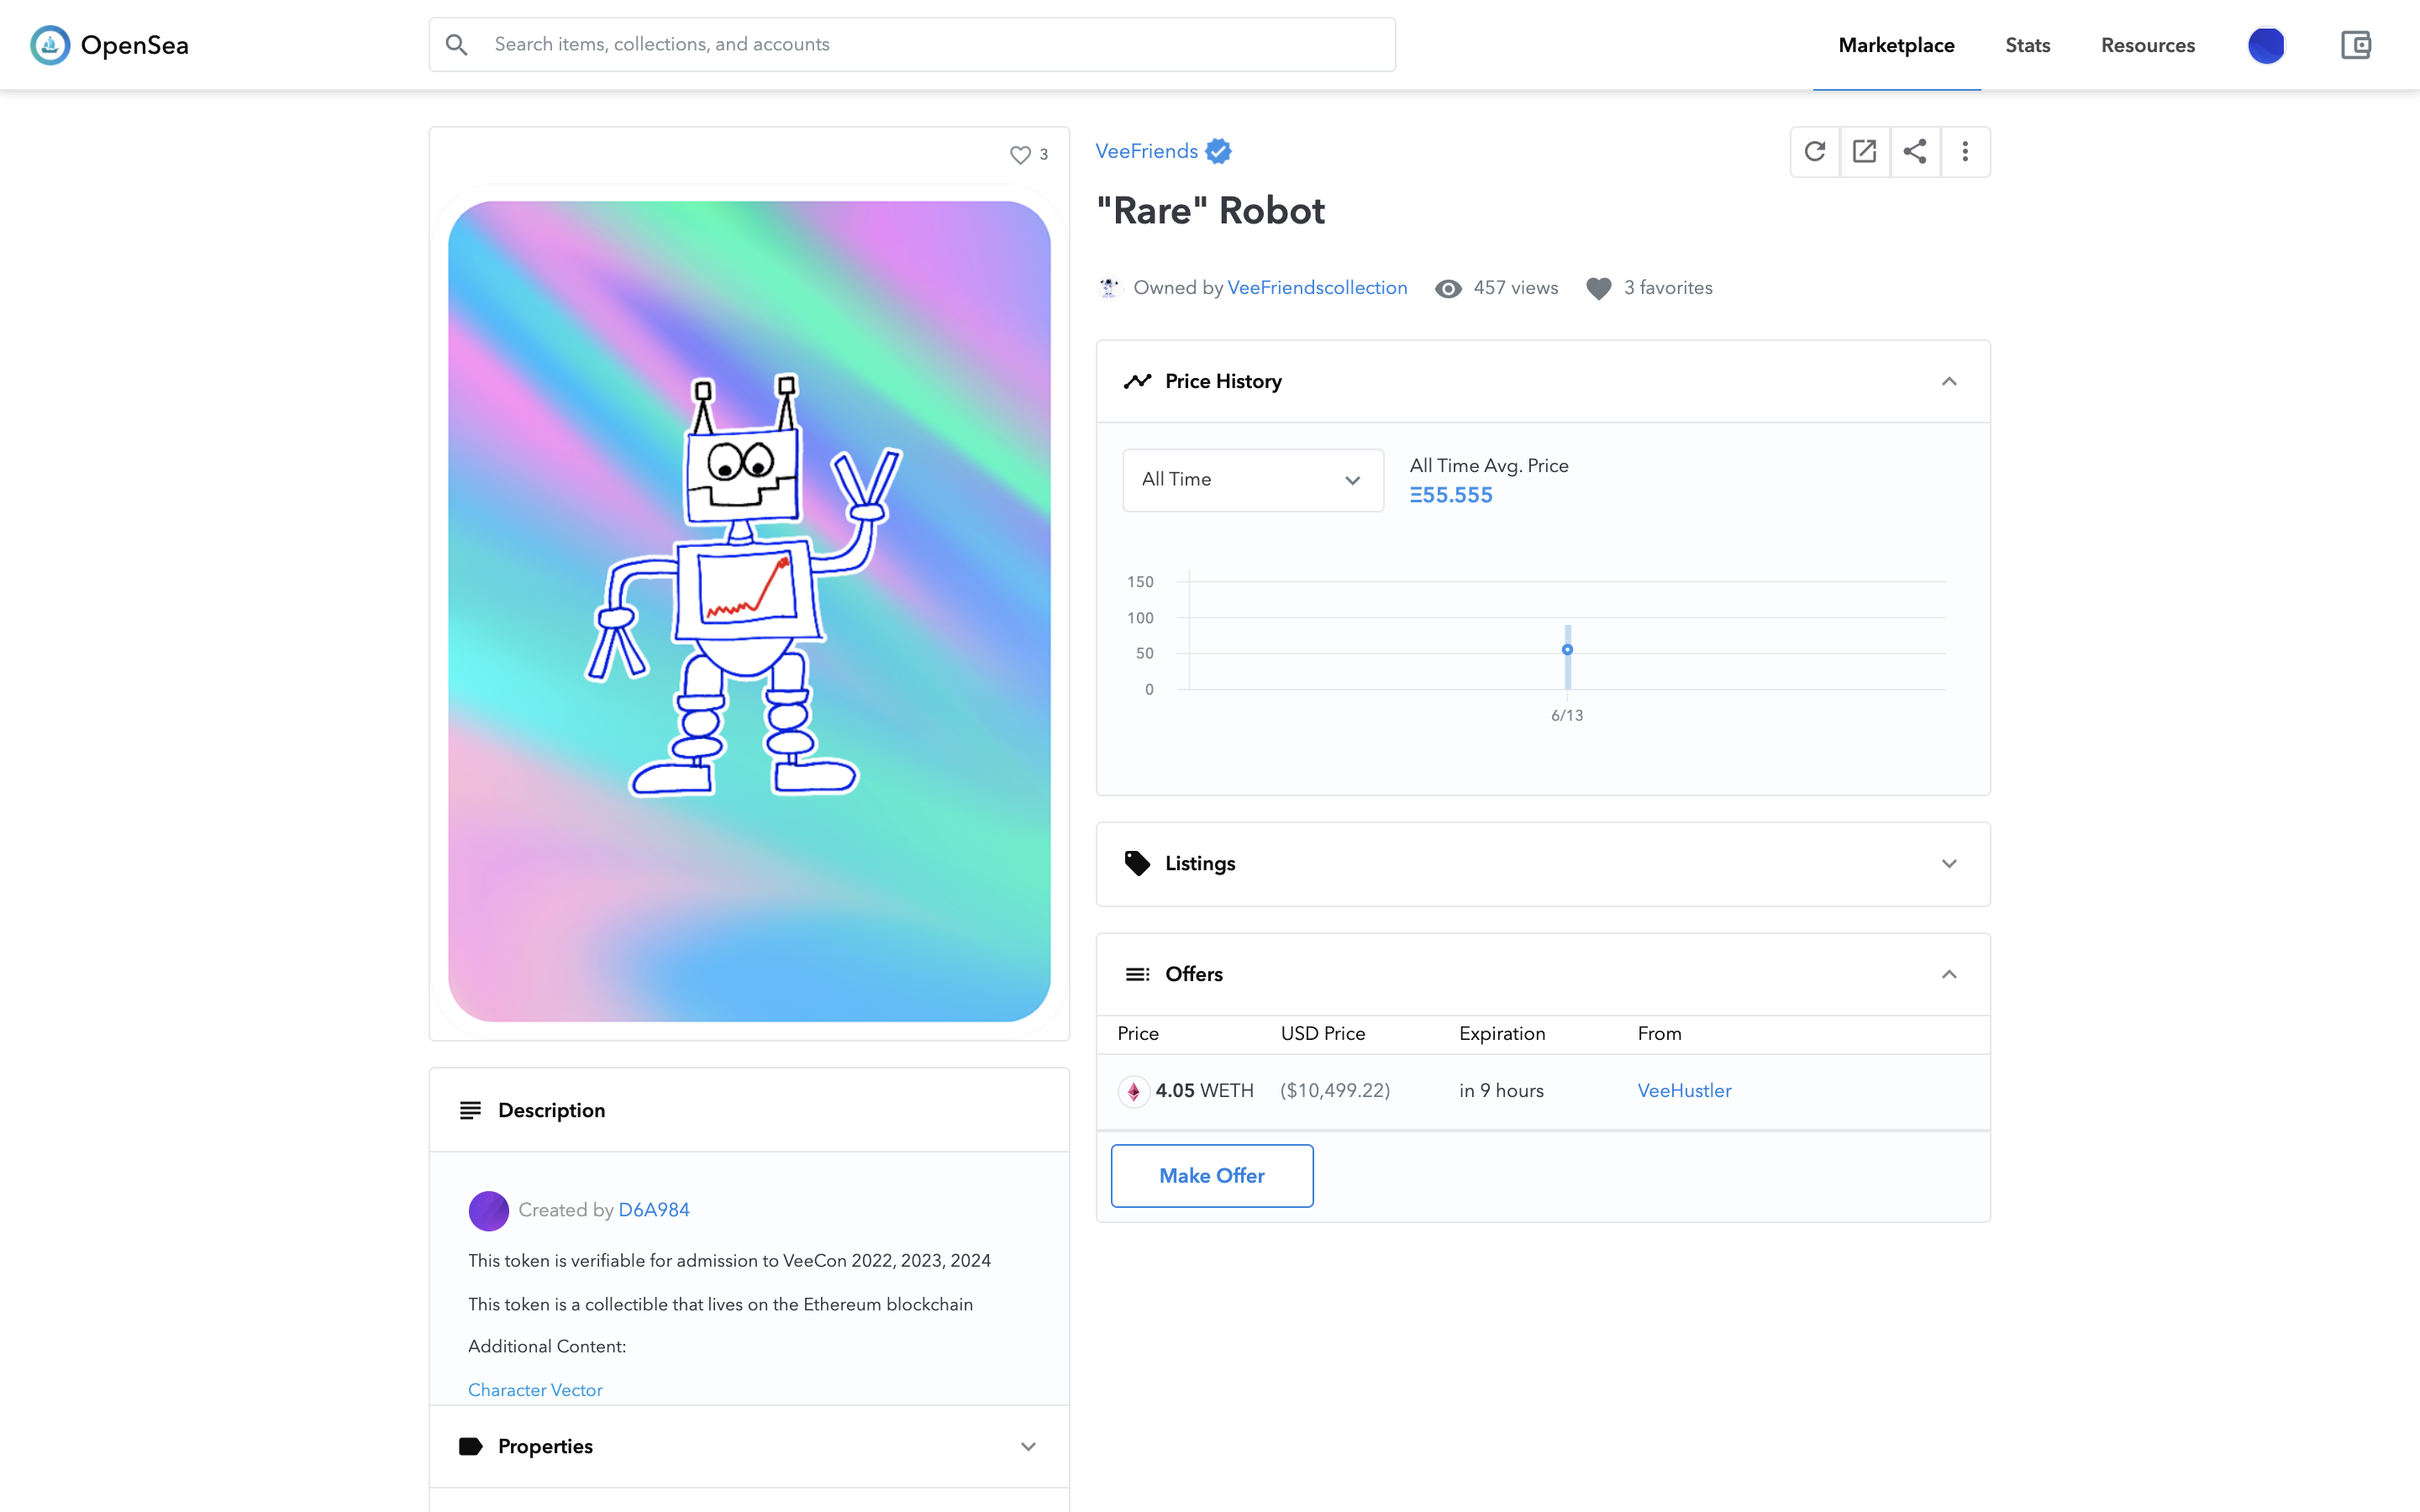 OpenSea
Search items, collections, and accounts
Marketplace
Stats
Resources
3
VeeFriends
"Rare" Robot
Owned by VeeFriendscollection
457 views
3 favorites
Price History
All Time
All Time Avg. Price
Ξ55.555
150
100
50
0
6/13
Listings
Offers
Price USD Price Expiration From
4.05 WETH ($10,499.22) in 9 hours VeeHustler
Make Offer
Description
Created by D6A984
This token is verifiable for admission to VeeCon 2022, 2023, 2024
This token is a collectible that lives on the Ethereum blockchain
Additional Content:
Character Vector
Properties